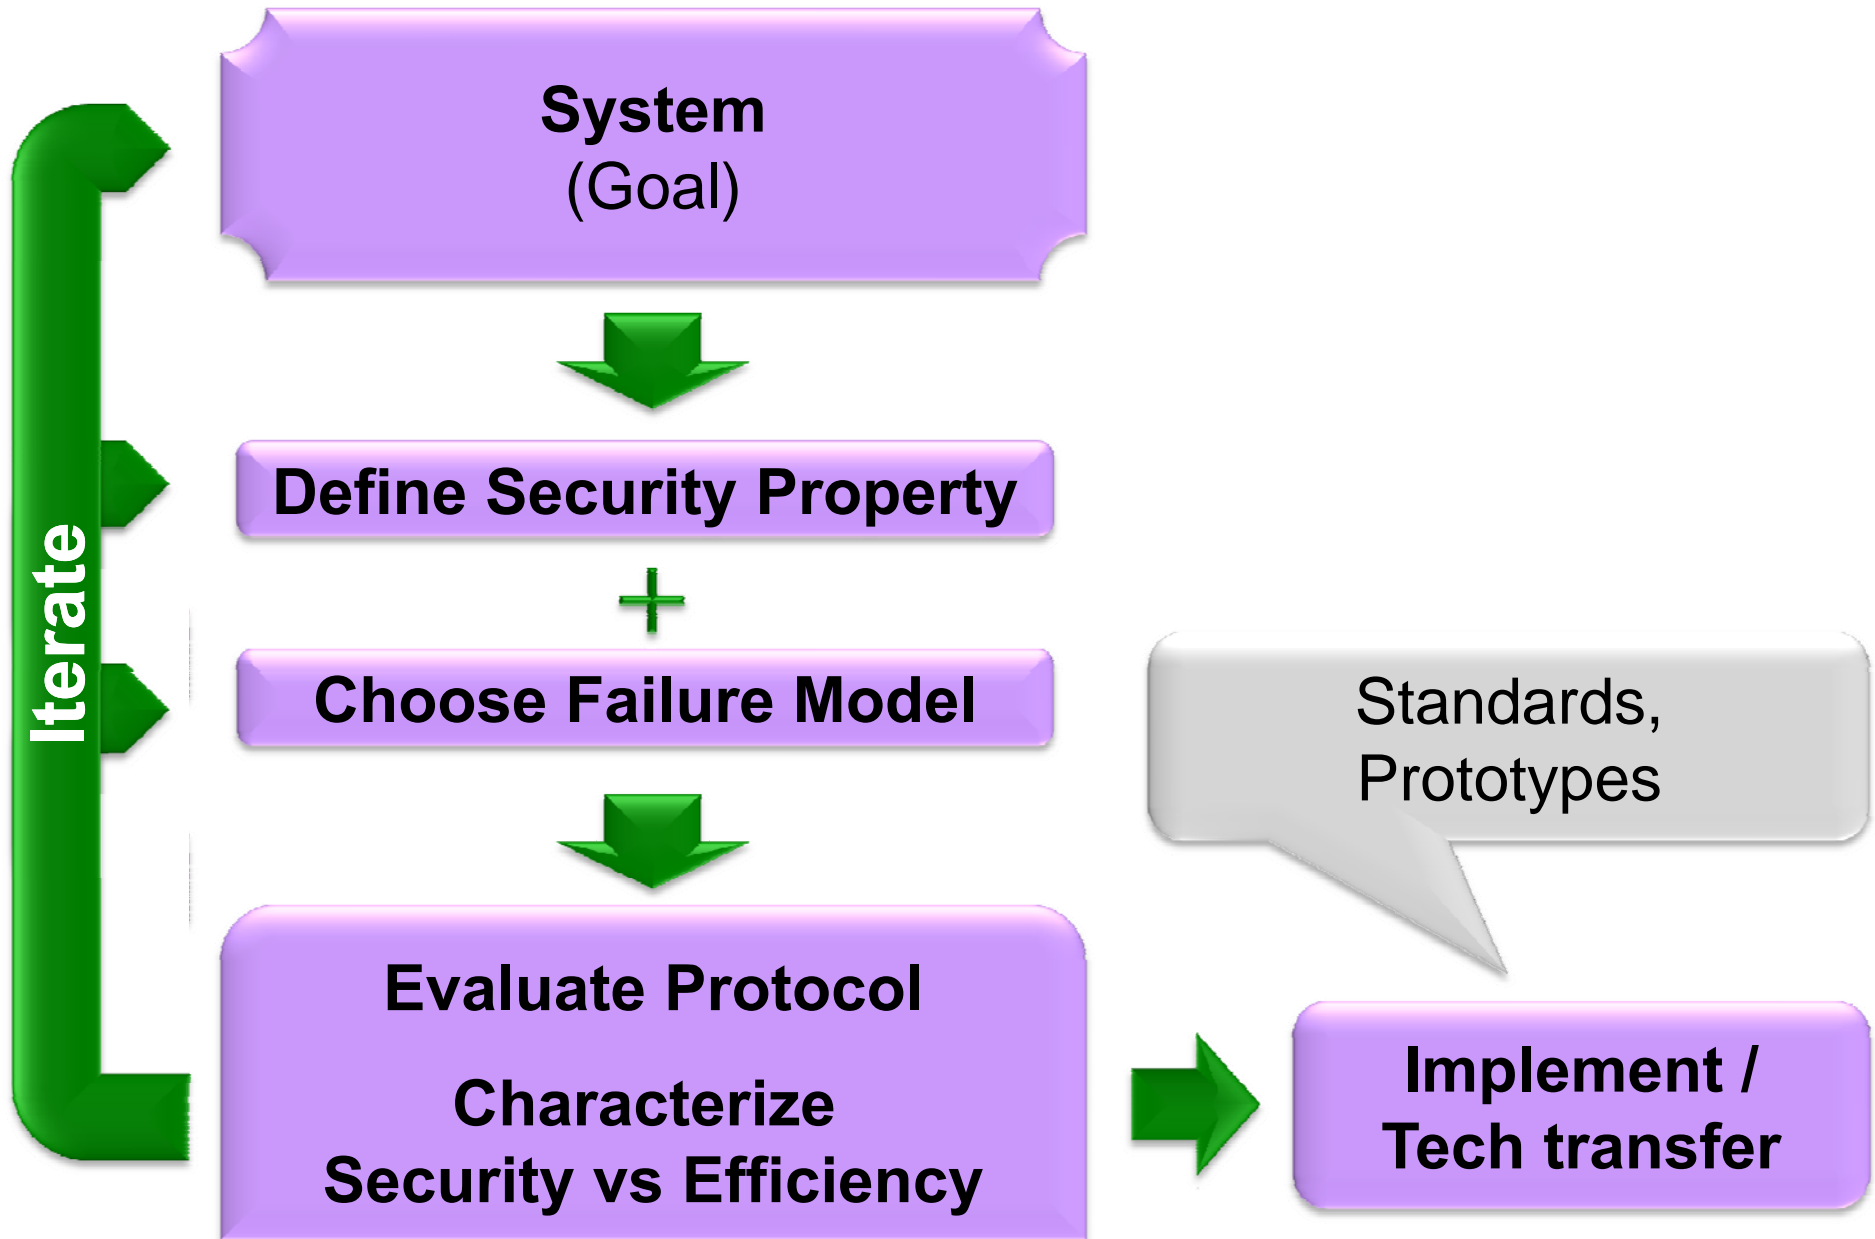 System
(Goal)
Define Security Property
+
Choose Failure Model
Iterate
Standards,
Prototypes
Evaluate Protocol
Characterize
Security vs Efficiency
Implement /
Tech transfer